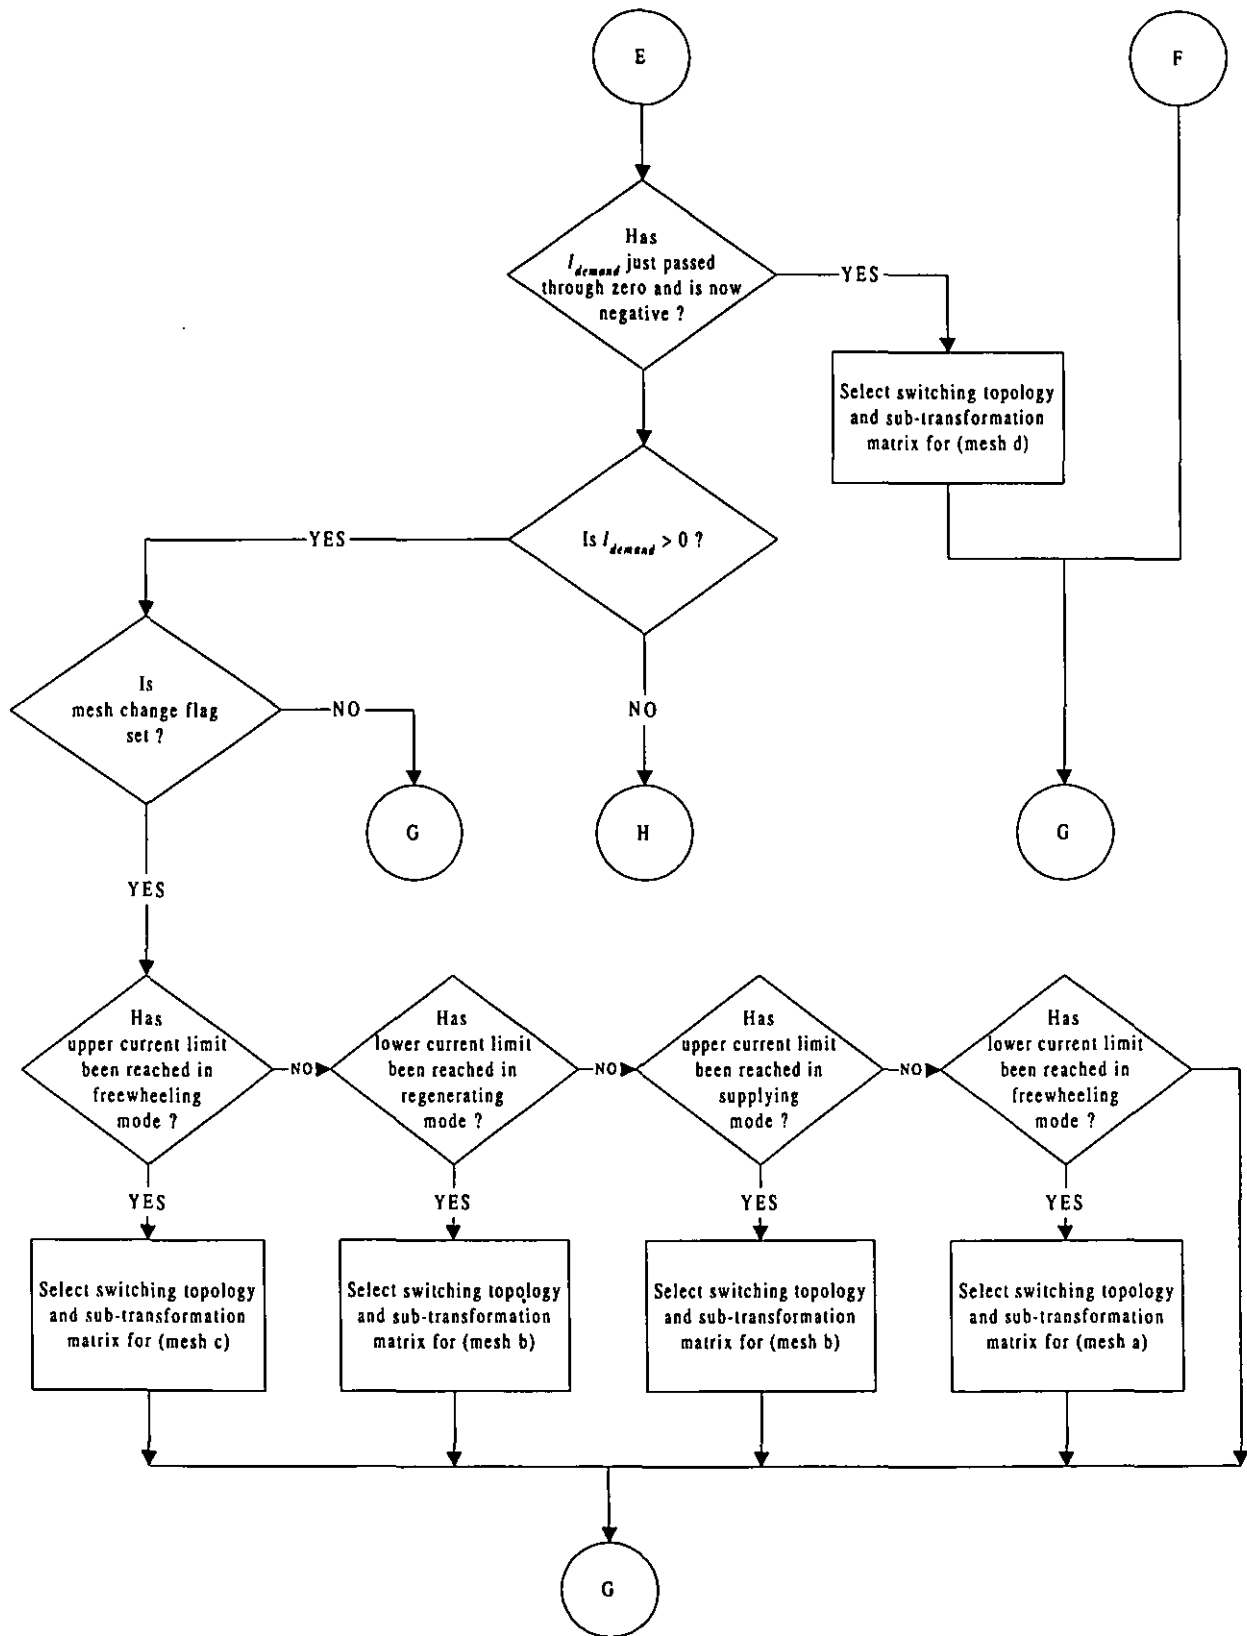 E
F
Has
I demand just passed
through zero and is now
negative ?
YES
Select switching topology
and sub-transformation
matrix for (mesh d)
YES
Is I demand > 0 ?
Is
mesh change flag
set ?
NO
NO
G
H
G
YES
Has
upper current limit
been reached in
freewheeling
mode ?
NO
Has
lower current limit
been reached in
regenerating
mode ?
NO
Has
upper current limit
been reached in
supplying
mode ?
NO
Has
lower current limit
been reached in
freewheeling
mode ?
YES
YES
YES
YES
Select switching topology
and sub-transformation
matrix for (mesh c)
Select switching topology
and sub-transformation
matrix for (mesh b)
Select switching topology
and sub-transformation
matrix for (mesh b)
Select switching topology
and sub-transformation
matrix for (mesh a)
G